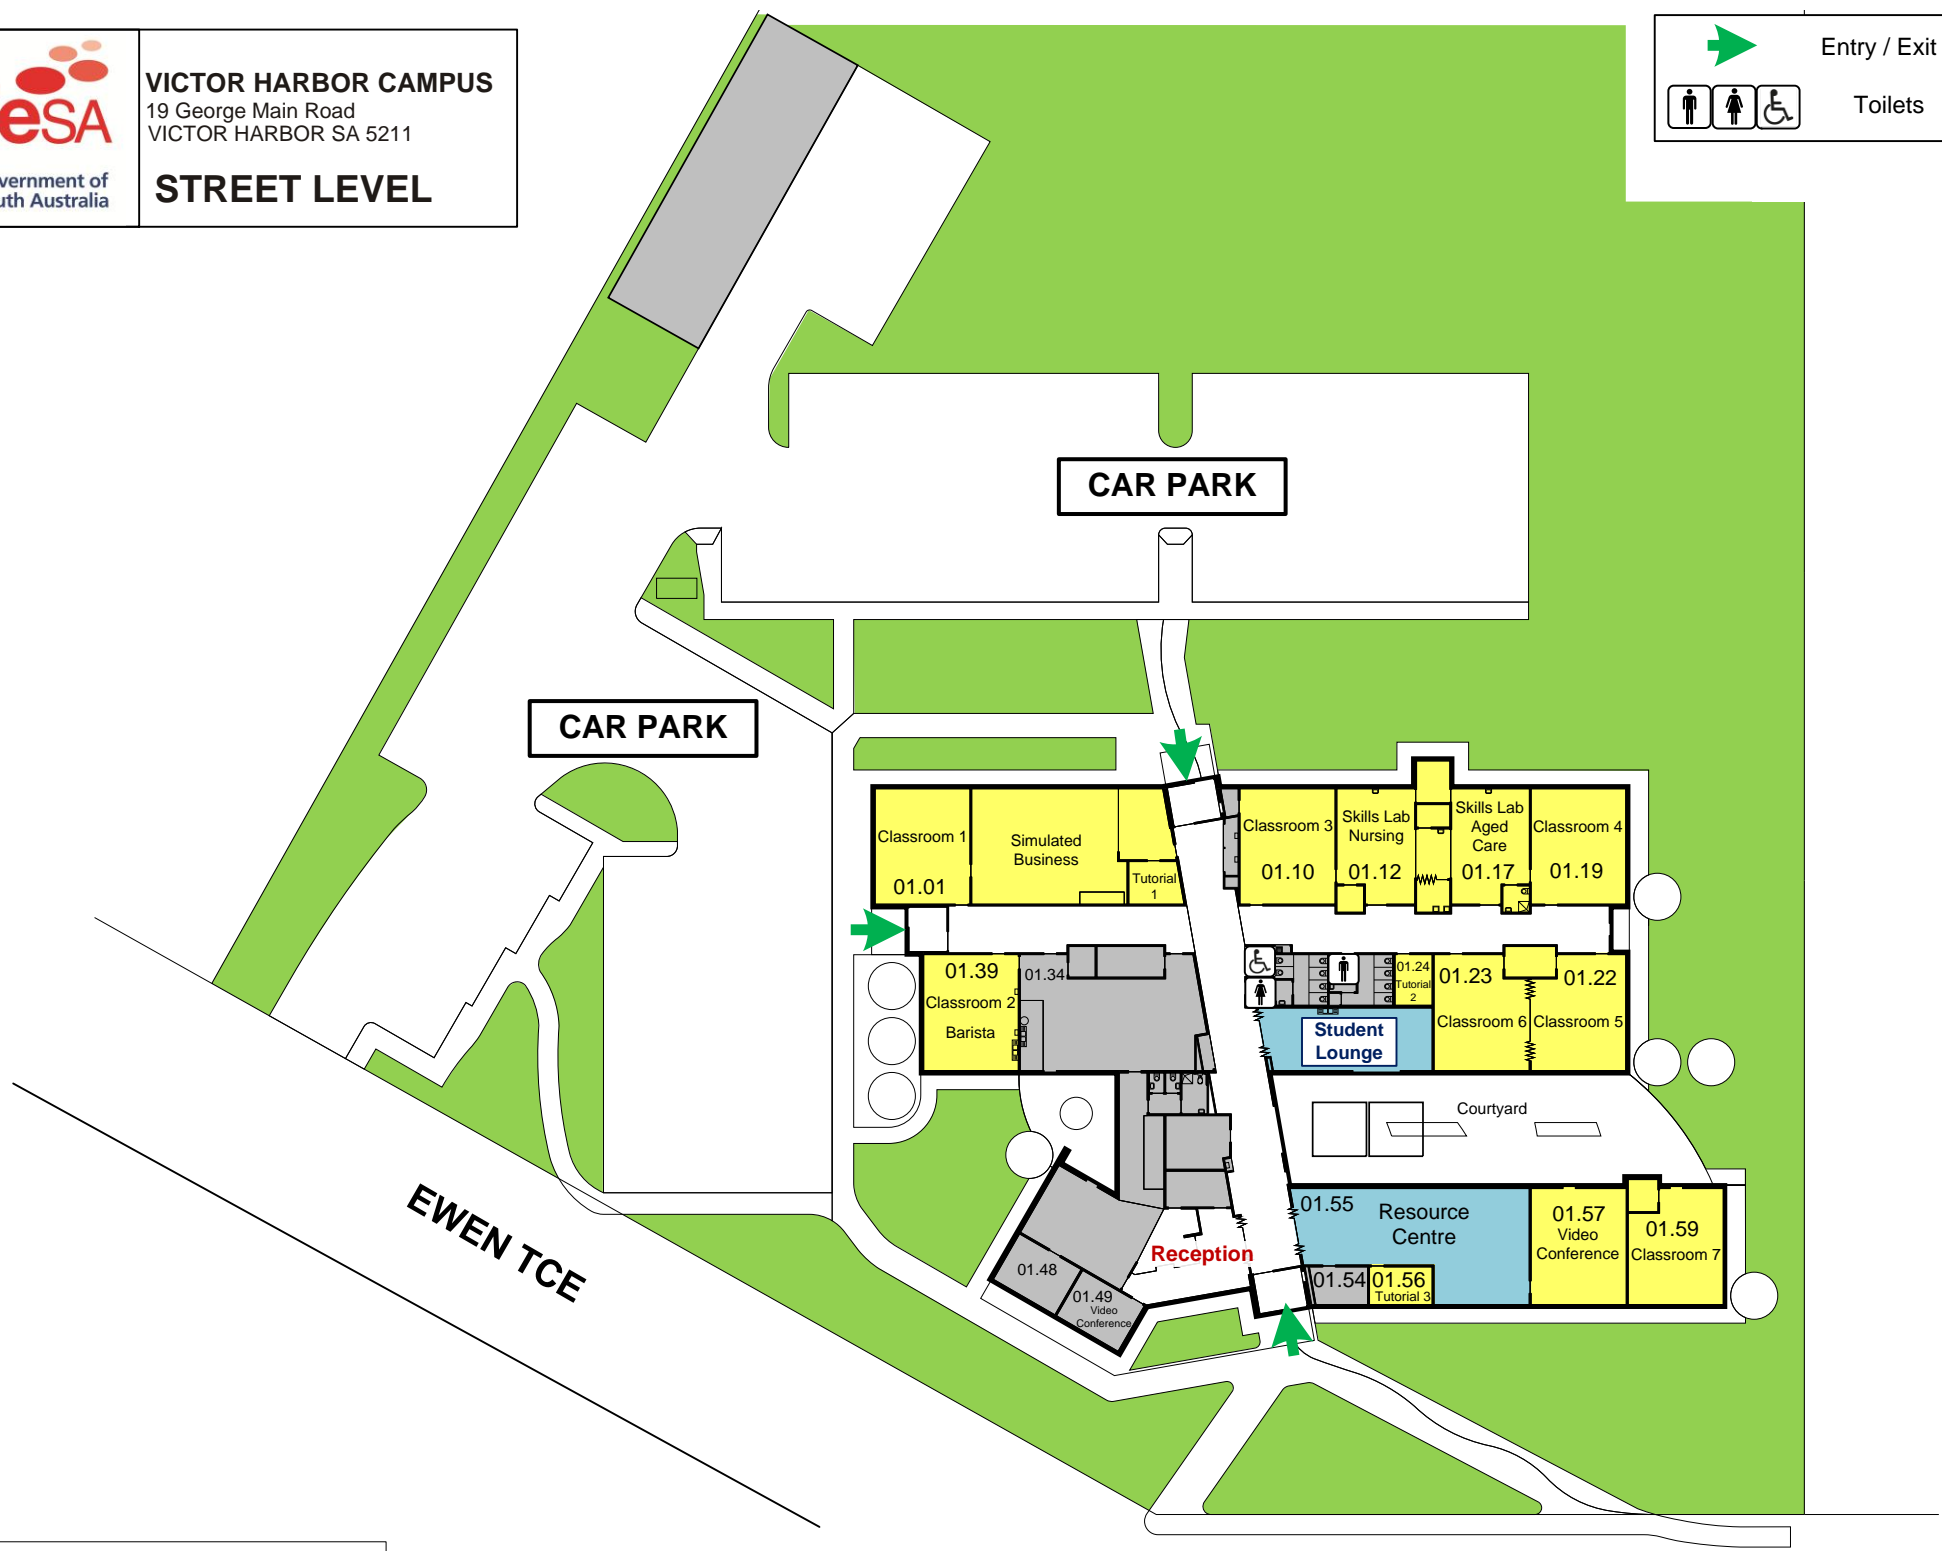 eSA
vernment of
uth Australia
VICTOR HARBOR CAMPUS
19 George Main Road
VICTOR HARBOR SA 5211
STREET LEVEL
Entry / Exit
Toilets
CAR PARK
CAR PARK
Classroom 1
01.01
Simulated
Business
Tutorial
1
Classroom 3
01.10
Skills Lab
Nursing
01.12
Skills Lab
Aged
Care
01.17
Classroom 4
01.19
01.39
Classroom 2
Barista
01.34
01.24
Tutorial
2
01.23
Classroom 6
01.22
Classroom 5
Student
Lounge
Courtyard
EWEN TCE
01.48
01.49
Video
Conference
Reception
01.55
Resource
Centre
01.54
01.56
Tutorial 3
01.57
Video
Conference
01.59
Classroom 7